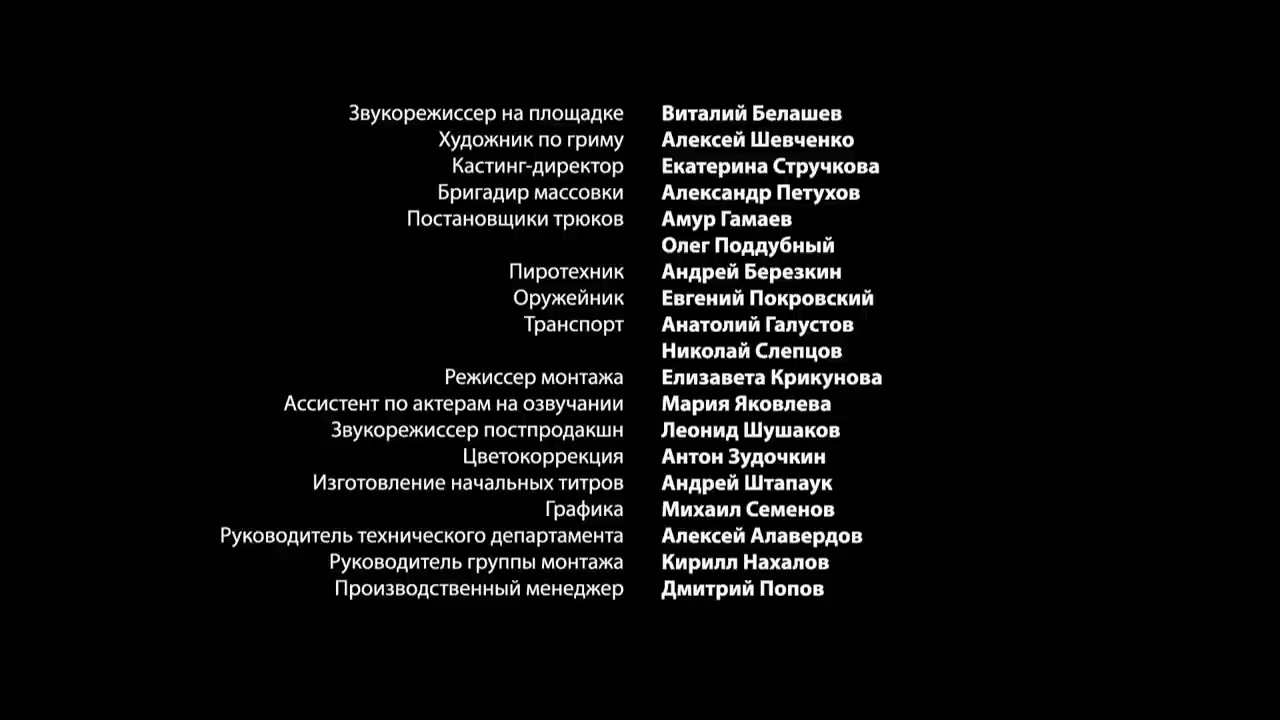 Звукорежиссер на площадке Виталий Белашев
Художник по гриму Алексей Шевченко
Кастинг-директор Екатерина Стручкова
Бригадир массовки Александр Петухов
Постановщики трюков Амур Гамаев
Олег Поддубный
Пиротехник Андрей Березкин
Оружейник Евгений Покровский
Транспорт Анатолий Галустов
Николай Слепцов
Режиссер монтажа Елизавета Крикунова
Ассистент по актерам на озвучании Мария Яковлева
Звукорежиссер постпродакшн Леонид Шушаков
Цветокоррекция Антон Зудочкин
Изготовление начальных титров Андрей Штапаук
Графика Михаил Семенов
Руководитель технического департамента Алексей Алавердов
Руководитель группы монтажа Кирилл Нахалов
Производственный менеджер Дмитрий Попов